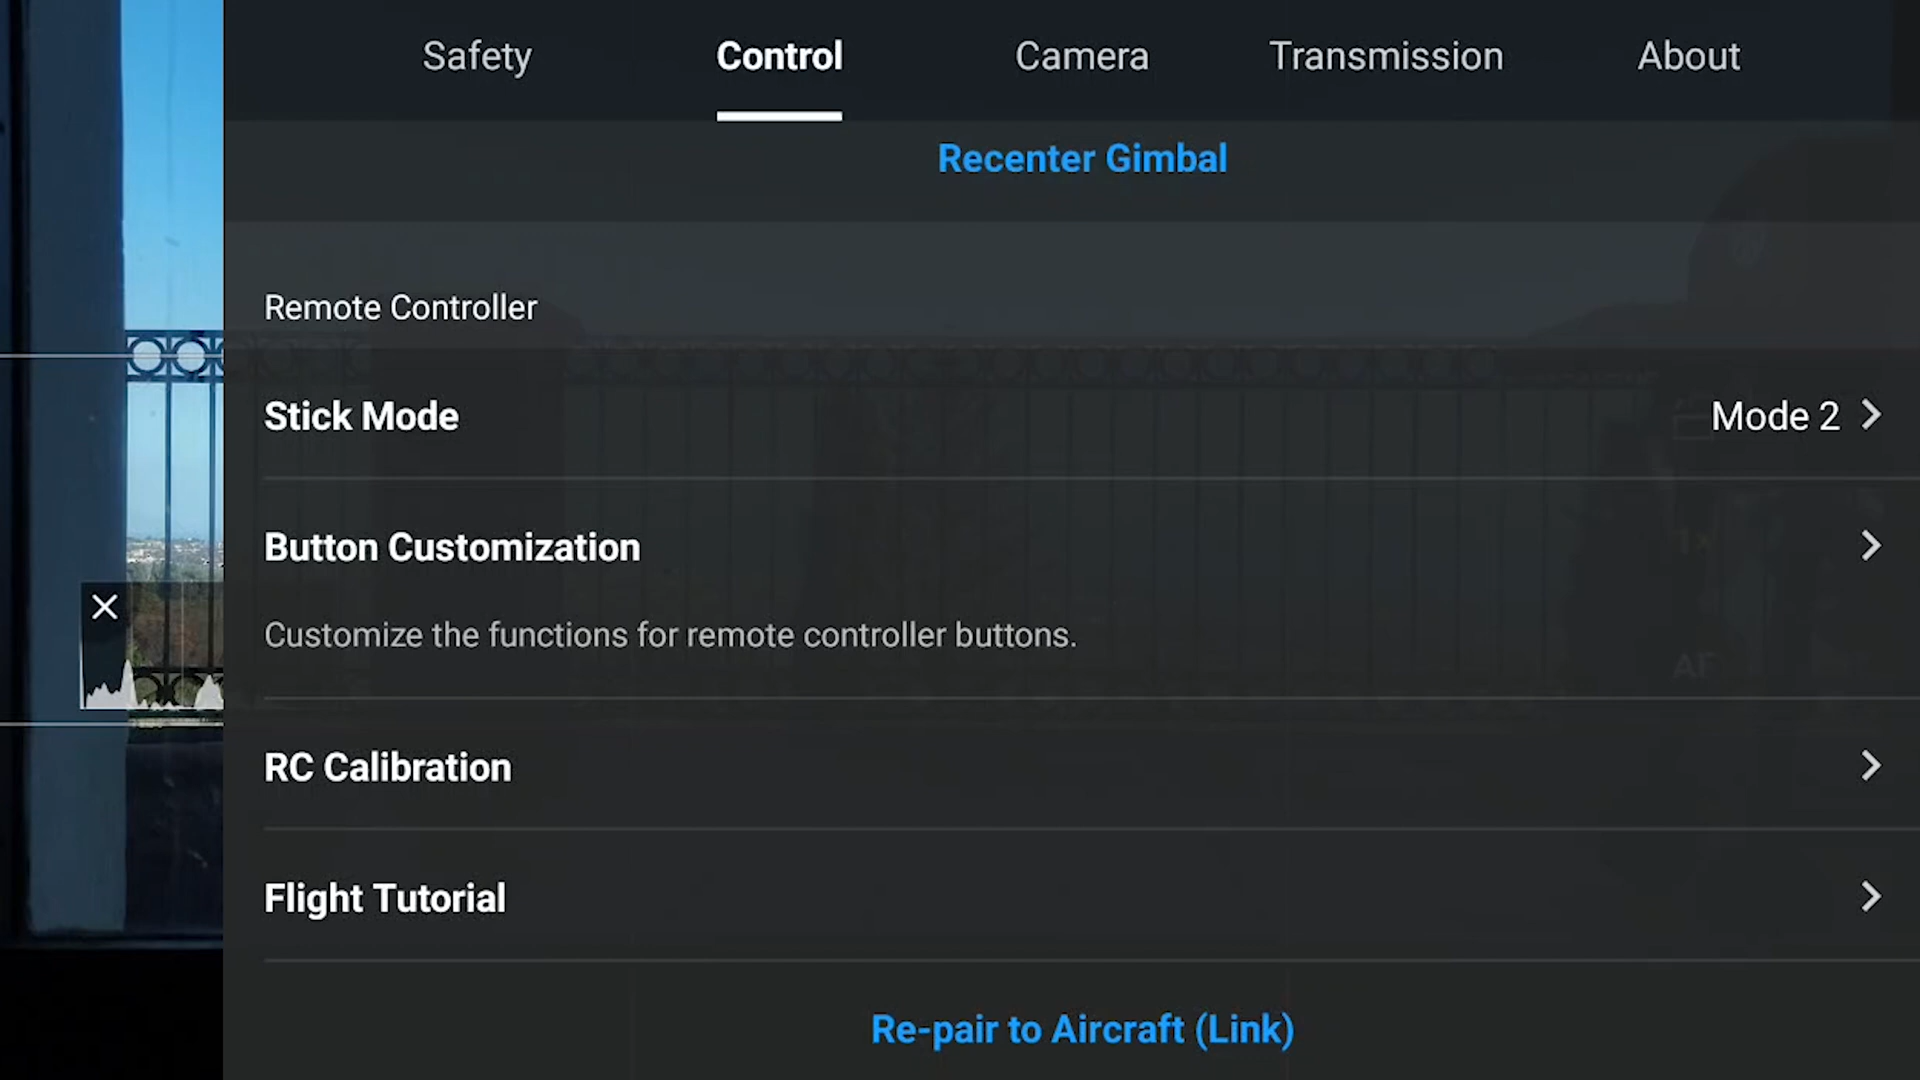 Safety Control Camera Transmission About
Recenter Gimbal
Remote Controller
Stick Mode Mode 2
Button Customization
Customize the functions for remote controller buttons.
AF
RC Calibration
Flight Tutorial
Re-pair to Aircraft (Link)